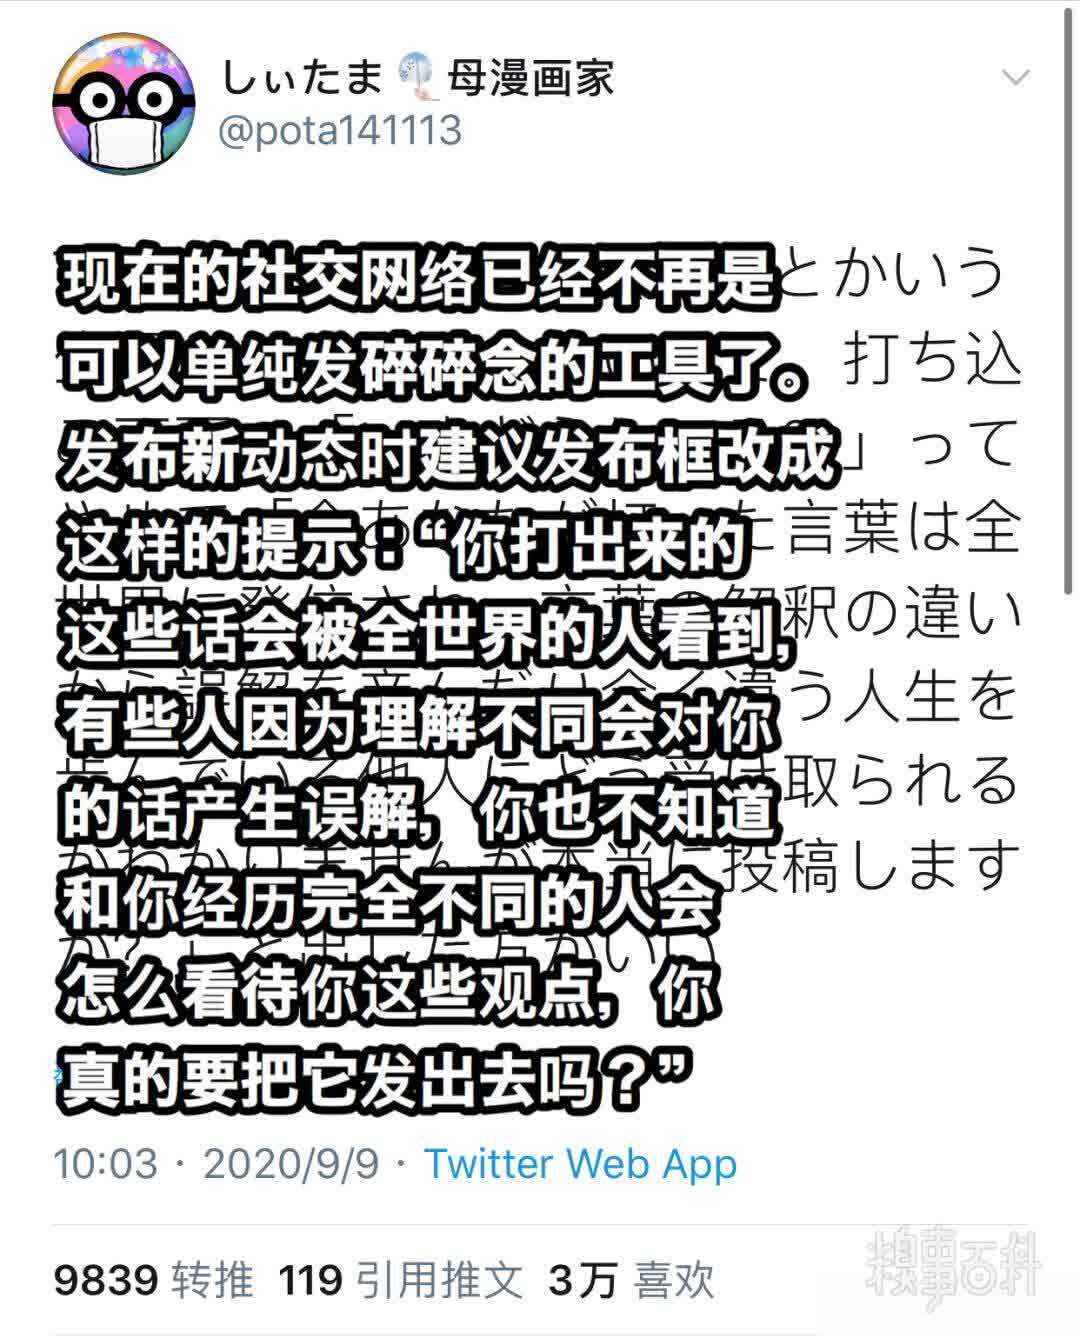 しぃたま 母漫画家
@pota141113
现在的社交网络已经不再是とかいう
可以单纯发碎碎念的工具了。打ち込
发布新动态时建议发布框改成」って
这样的提示：“你打出来的た言葉は全
这些话会被全世界的人看到,釈の違い
有些人因为理解不同会对你う人生を
的话产生误解，你也不知道取られる
和你经历完全不同的人会投稿します
怎么看待你这些观点，你
真的要把它发出去吗？”
10:03 · 2020/9/9 · Twitter Web App
9839 转推 119 引用推文 3万 喜欢
糗事百科